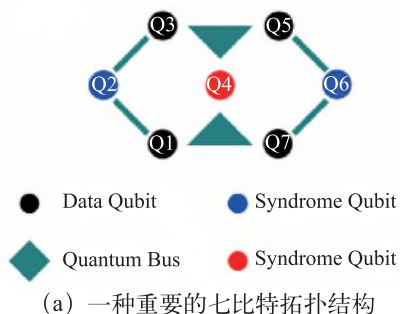 Q3 Q5
Q2 Q4 Q6
Q1 Q7
Data Qubit Syndrome Qubit
Quantum Bus Syndrome Qubit
(a) 一种重要的七比特拓扑结构